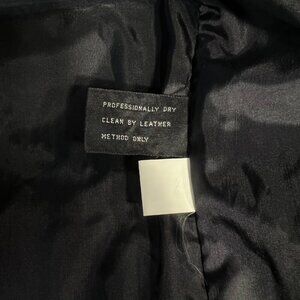 PROFESSIONALLY DRY
CLEAN BY LEATHER
METHOD ONLY